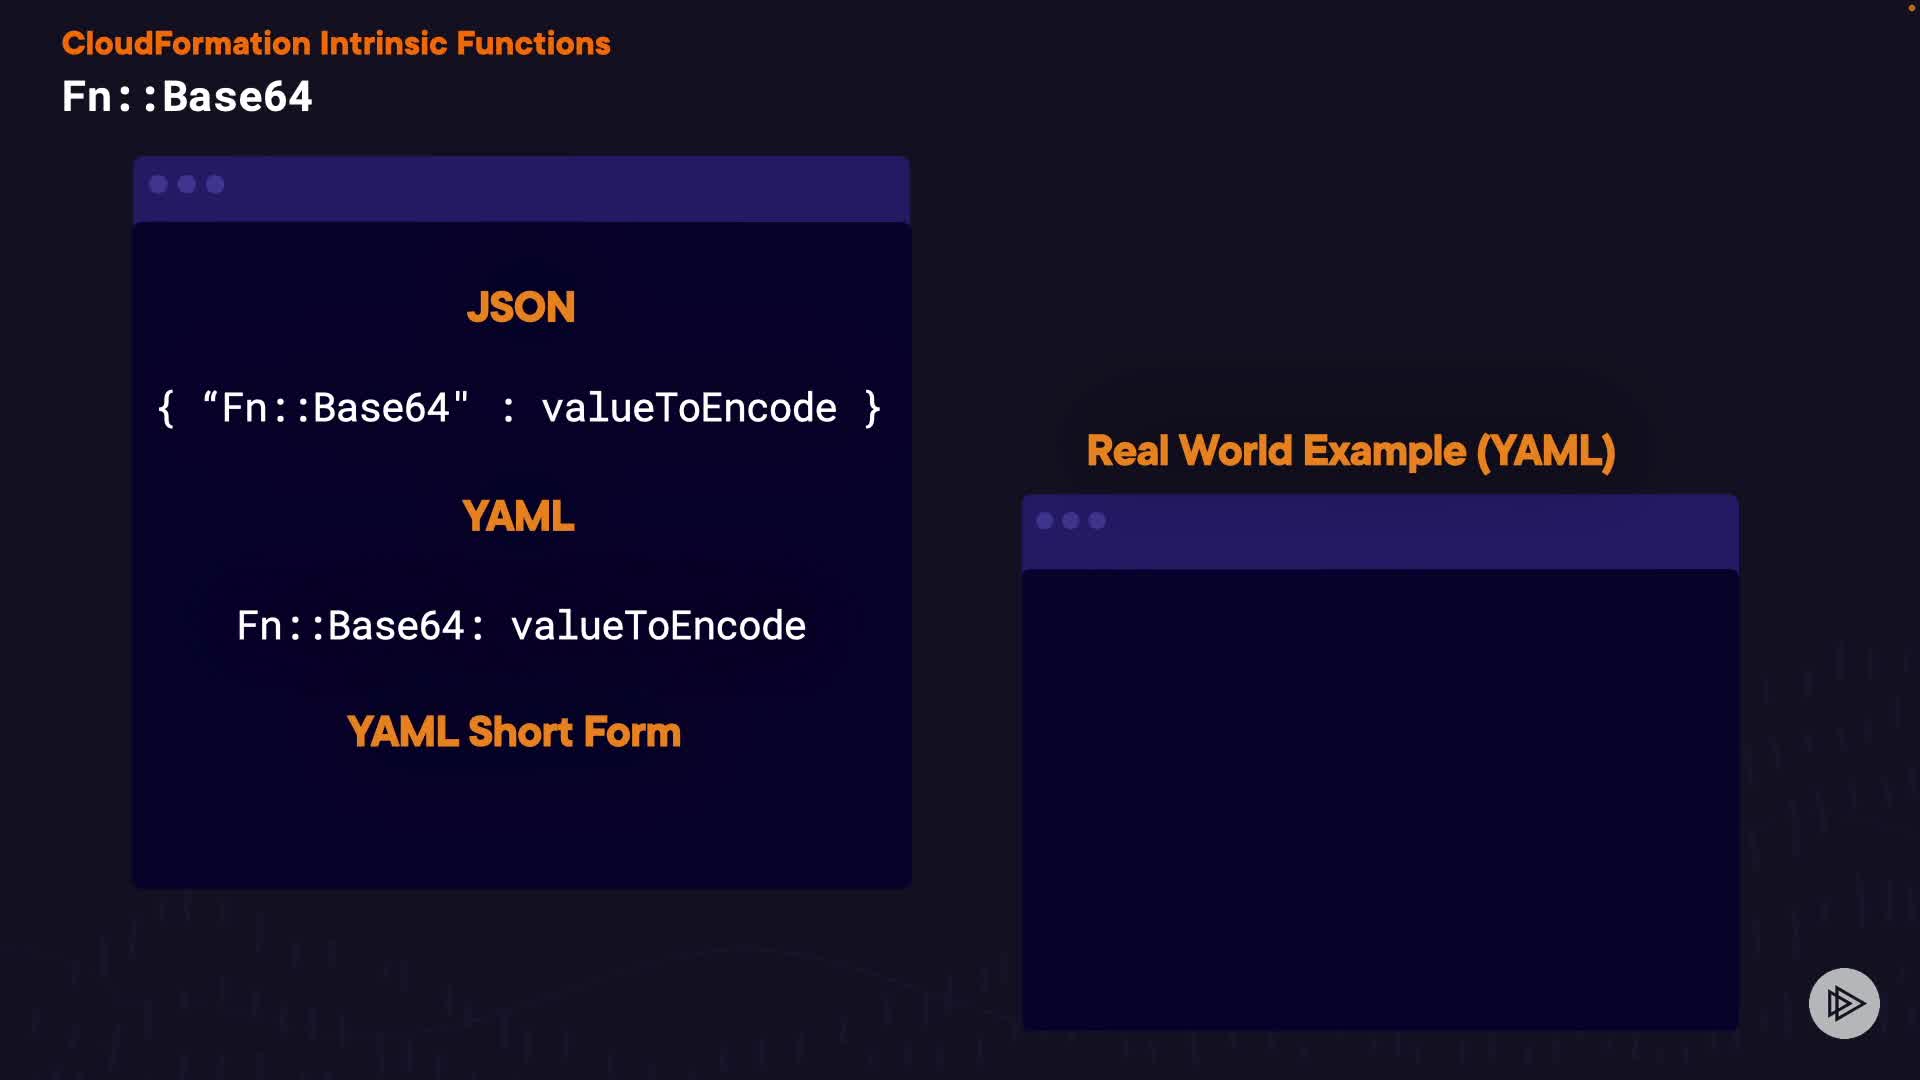 CloudFormation Intrinsic Functions
Fn::Base64
JSON
{ “Fn::Base64" : valueToEncode }
YAML
Fn::Base64: valueToEncode
YAML Short Form
Real World Example (YAML)